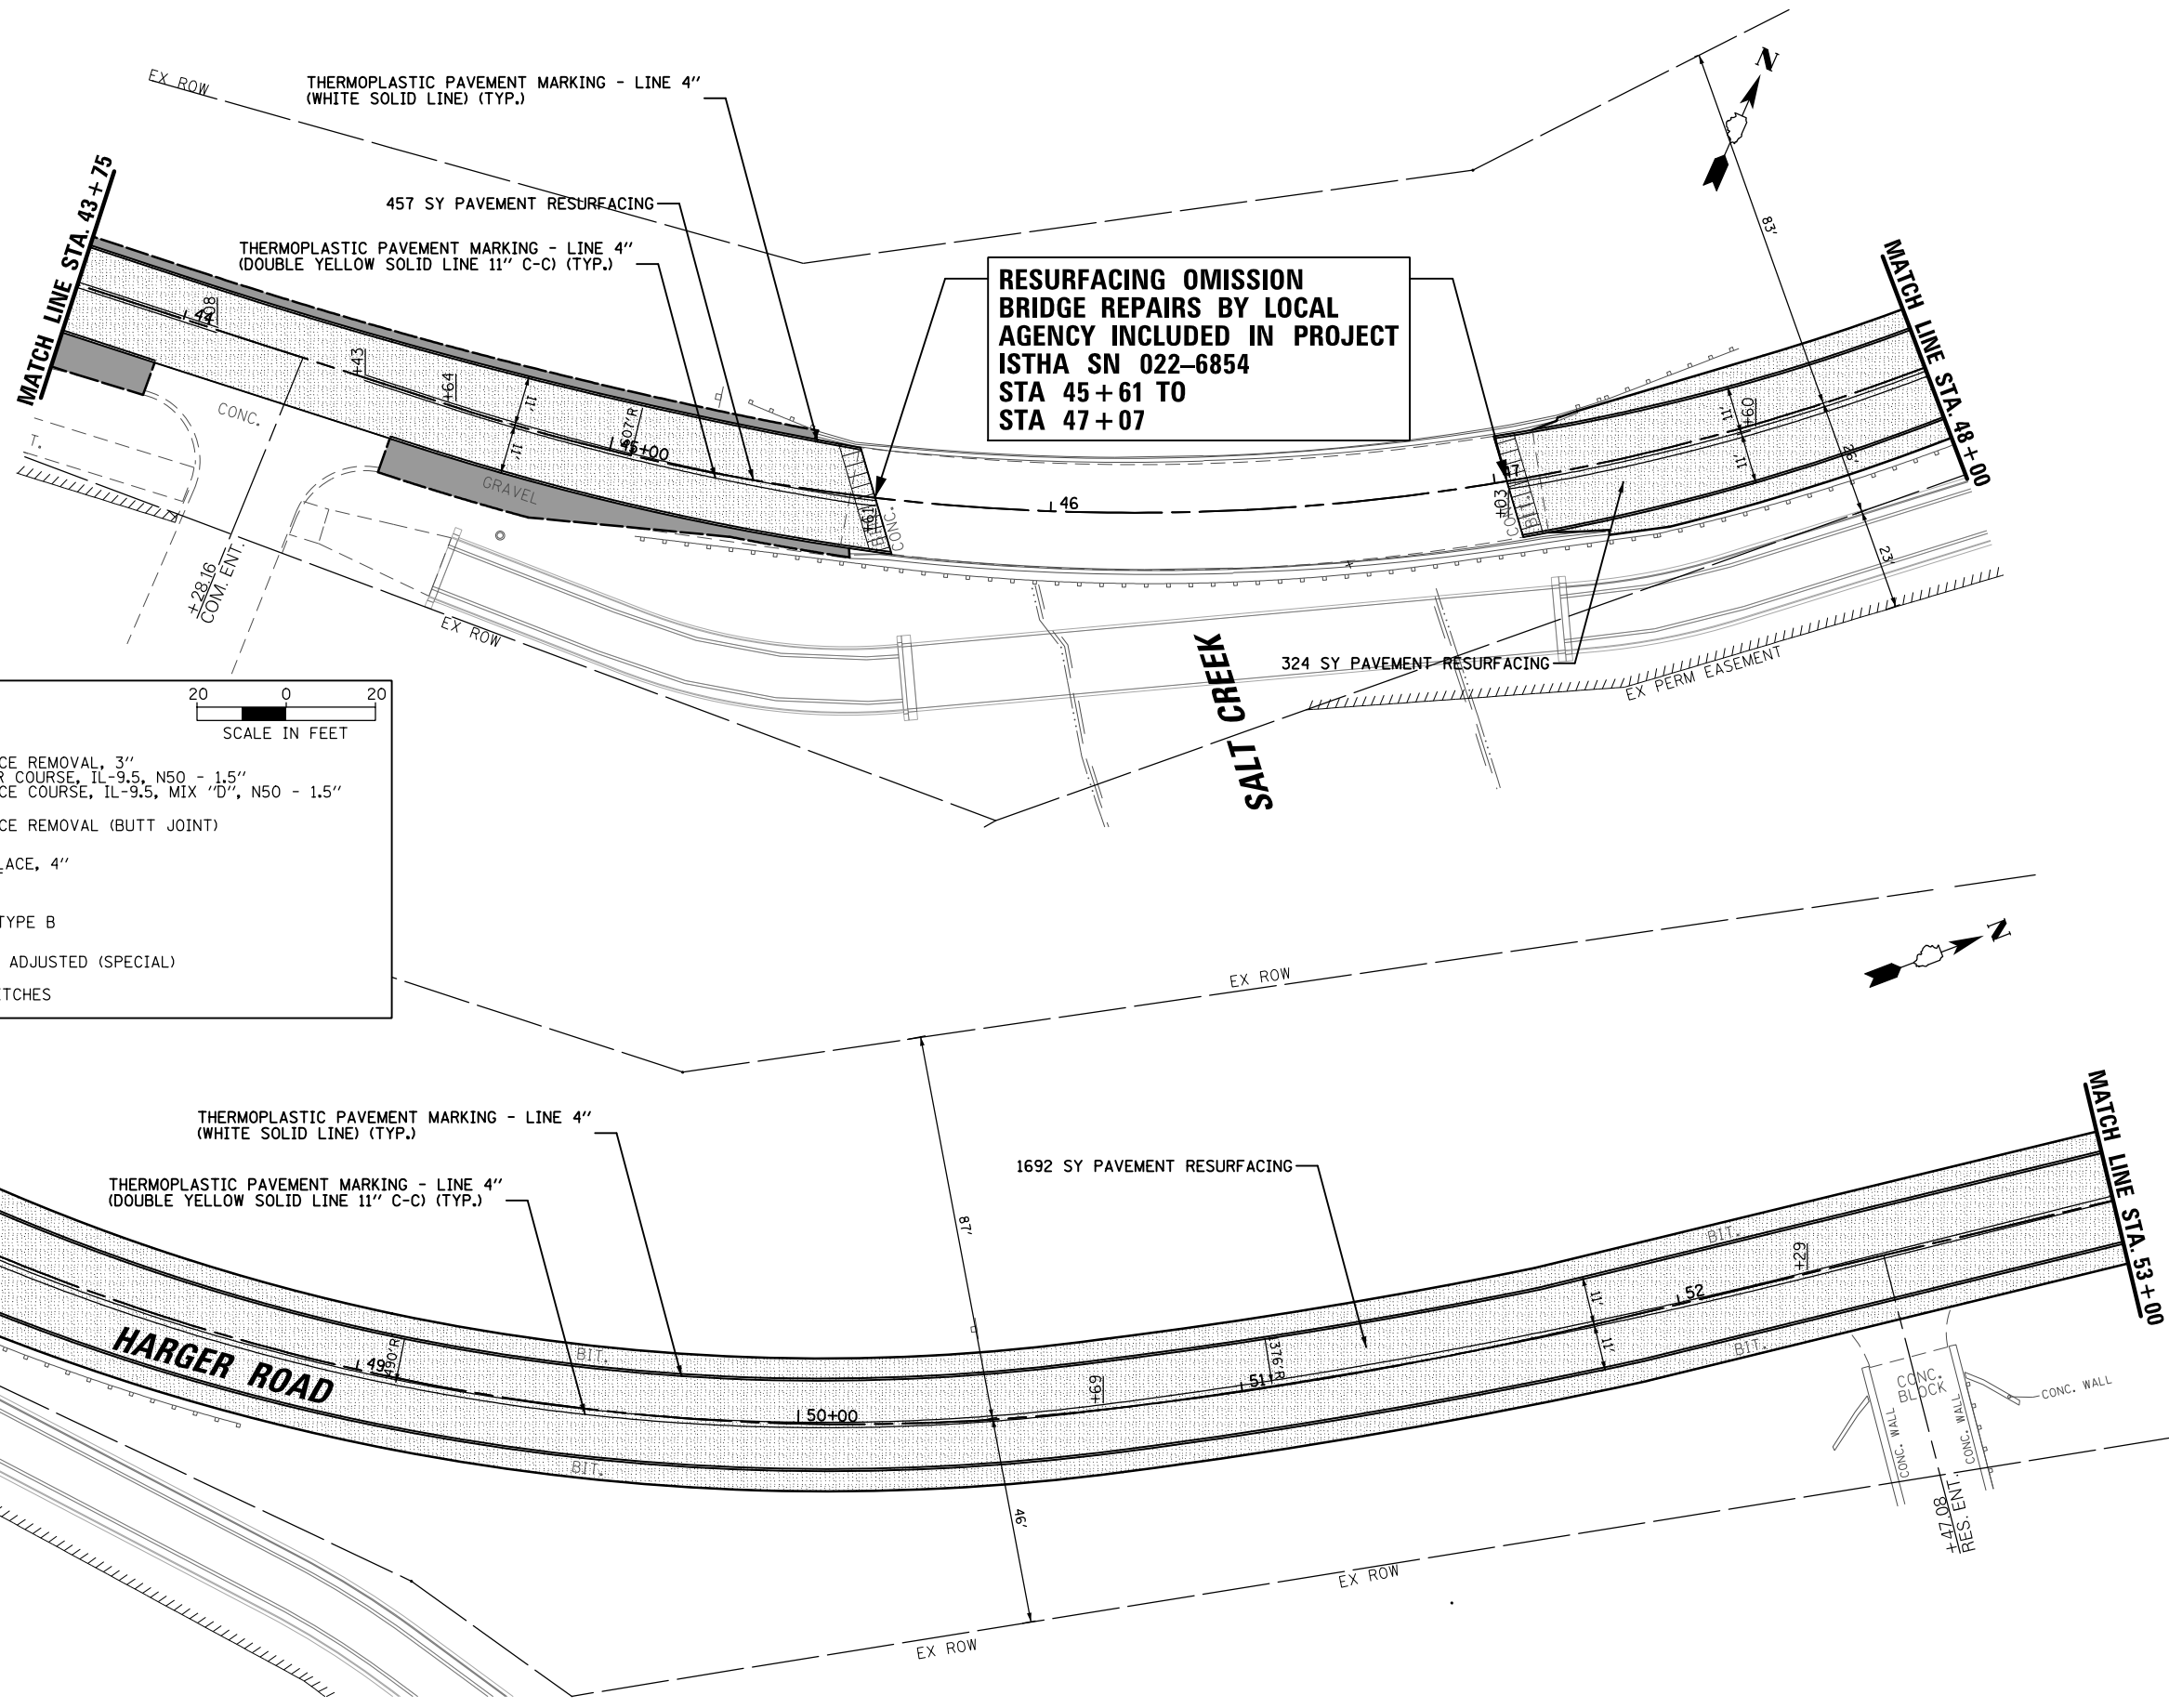 EX ROW
THERMOPLASTIC PAVEMENT MARKING - LINE 4"
(WHITE SOLID LINE) (TYP.)
457 SY PAVEMENT RESURFACING
THERMOPLASTIC PAVEMENT MARKING - LINE 4"
(DOUBLE YELLOW SOLID LINE 11" C-C) (TYP.)
MATCH LINE STA. 43+75
RESURFACING OMISSION
BRIDGE REPAIRS BY LOCAL
AGENCY INCLUDED IN PROJECT
ISTHA SN 022-6854
STA 45+61 TO
STA 47+07
N
83'
MATCH LINE STA. 48+00
44
+43
+64
11'
11'
607'R
45+00
CONC.
GRAVEL
T.
+28.16
COM. ENT.
+61
CONC.
46
47
+03
BIT.
11'
11'
+60
26'
23'
EX ROW
SALT CREEK
324 SY PAVEMENT RESURFACING
EX PERM EASEMENT
20 0 20
SCALE IN FEET
CE REMOVAL, 3"
R COURSE, IL-9.5, N50 - 1.5"
CE COURSE, IL-9.5, MIX "D", N50 - 1.5"
CE REMOVAL (BUTT JOINT)
LACE, 4"
TYPE B
ADJUSTED (SPECIAL)
TCHES
EX ROW
N
THERMOPLASTIC PAVEMENT MARKING - LINE 4"
(WHITE SOLID LINE) (TYP.)
THERMOPLASTIC PAVEMENT MARKING - LINE 4"
(DOUBLE YELLOW SOLID LINE 11" C-C) (TYP.)
1692 SY PAVEMENT RESURFACING
87'
MATCH LINE STA. 53+00
HARGER ROAD
49
490'R
BIT.
BIT.
50+00
+69
51
376'R
11'
11'
52
+29
BIT.
BIT.
46'
CONC.
BLOCK
CONC. WALL
CONC. WALL
CONC. WALL
+47.08
RES. ENT.
EX ROW
EX ROW